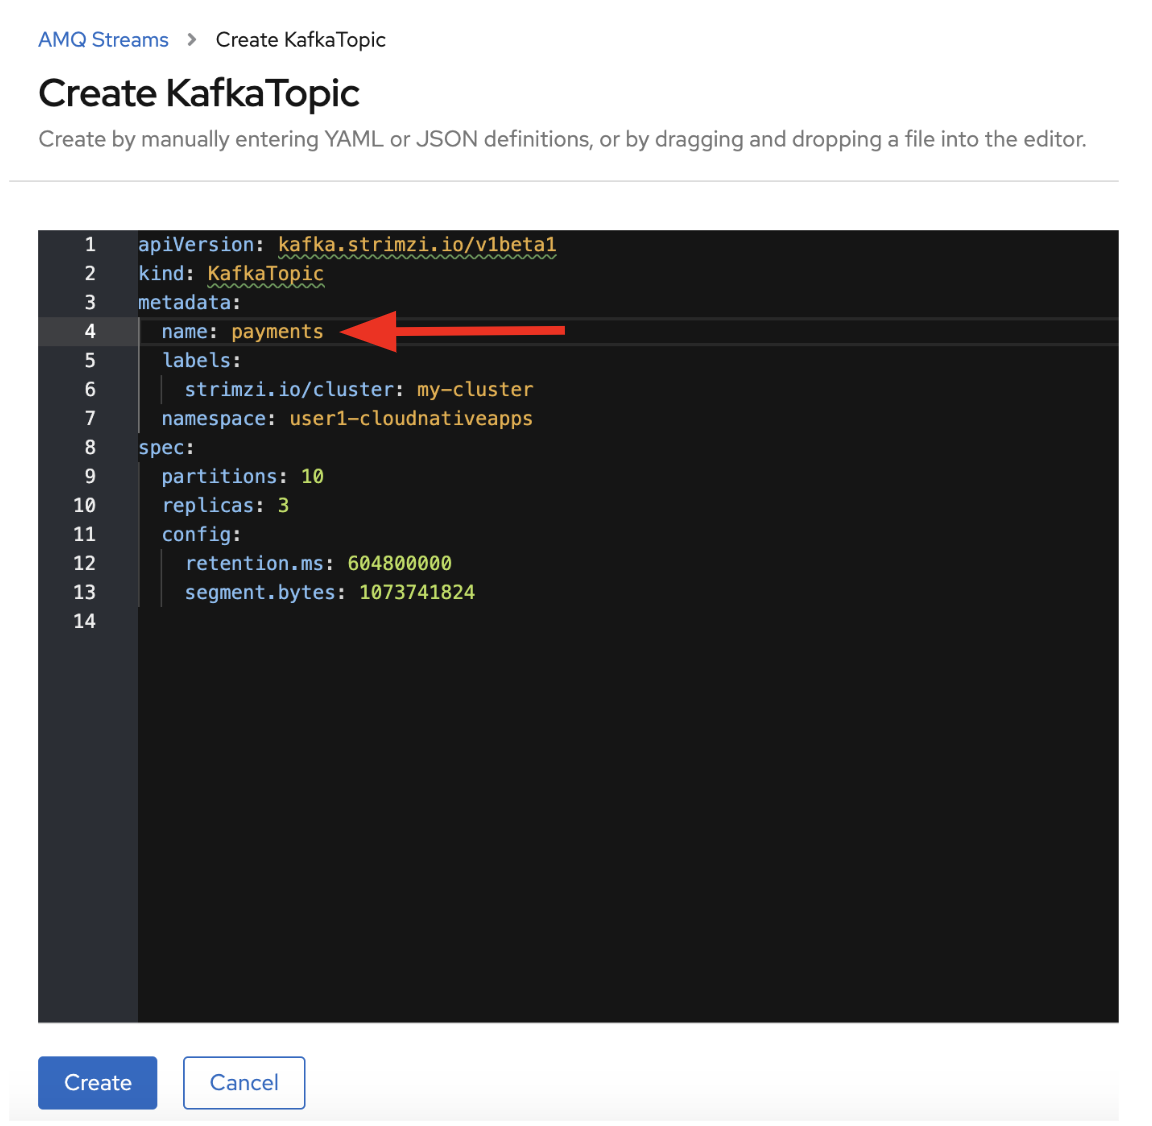 AMQ Streams > Create KafkaTopic
Create KafkaTopic
Create by manually entering YAML or JSON definitions, or by dragging and dropping a file into the editor.
1 apiVersion: kafka.strimzi.io/v1beta1
2 kind: KafkaTopic
3 metadata:
4   name: payments
5   labels:
6     strimzi.io/cluster: my-cluster
7   namespace: user1-cloudnativeapps
8 spec:
9   partitions: 10
10   replicas: 3
11   config:
12     retention.ms: 604800000
13     segment.bytes: 1073741824
14
Create Cancel